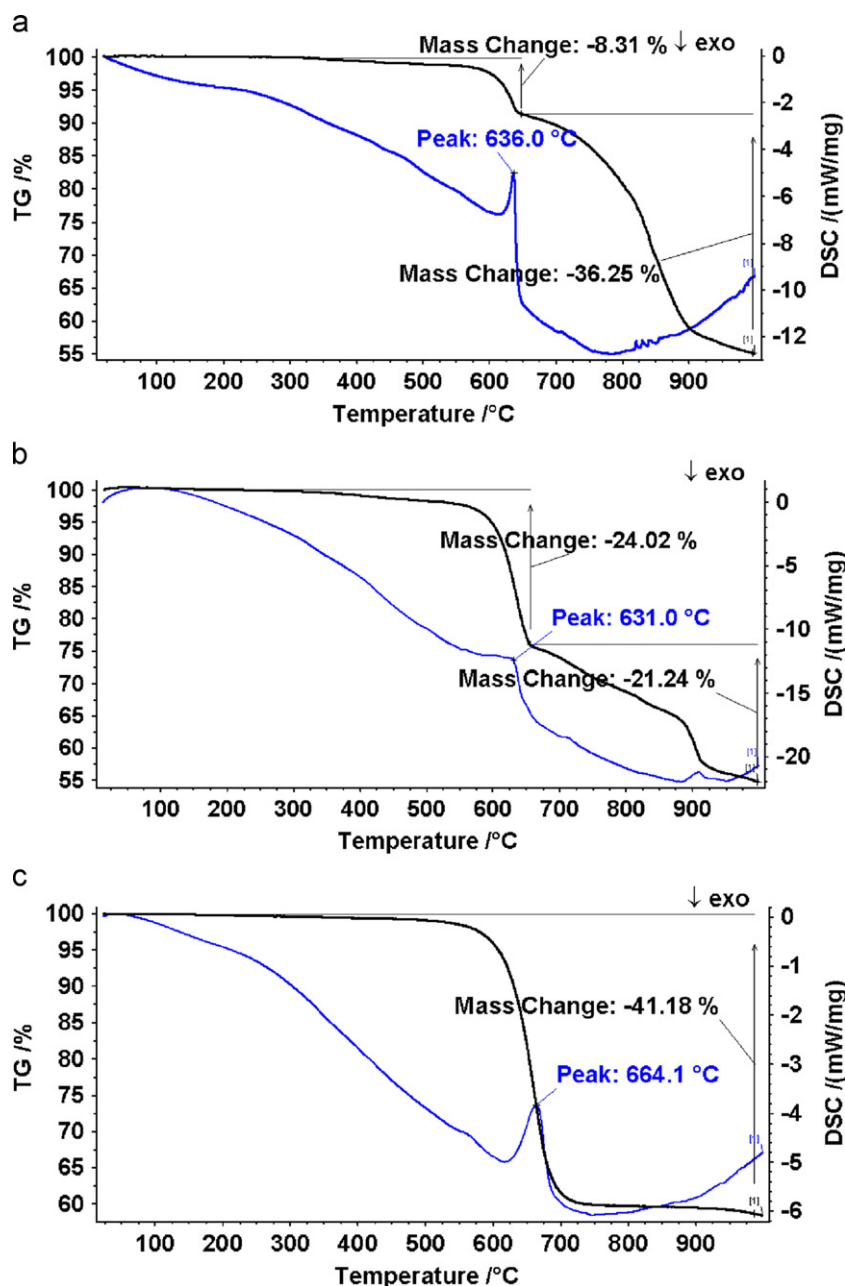 a
Mass Change: -8.31 % ↓ exo
Peak: 636.0 °C
Mass Change: -36.25 %
[1]
[1]
TG /%
100
95
90
85
80
75
70
65
60
55
DSC /(mW/mg)
0
-2
-4
-6
-8
-10
-12
100 200 300 400 500 600 700 800 900
Temperature /°C
b
↓ exo
Mass Change: -24.02 %
Peak: 631.0 °C
Mass Change: -21.24 %
[1]
[1]
TG /%
100
95
90
85
80
75
70
65
60
55
DSC /(mW/mg)
0
-5
-10
-15
-20
100 200 300 400 500 600 700 800 900
Temperature /°C
c
↓ exo
Mass Change: -41.18 %
Peak: 664.1 °C
[1]
[1]
TG /%
100
95
90
85
80
75
70
65
60
DSC /(mW/mg)
0
-1
-2
-3
-4
-5
-6
100 200 300 400 500 600 700 800 900
Temperature /°C